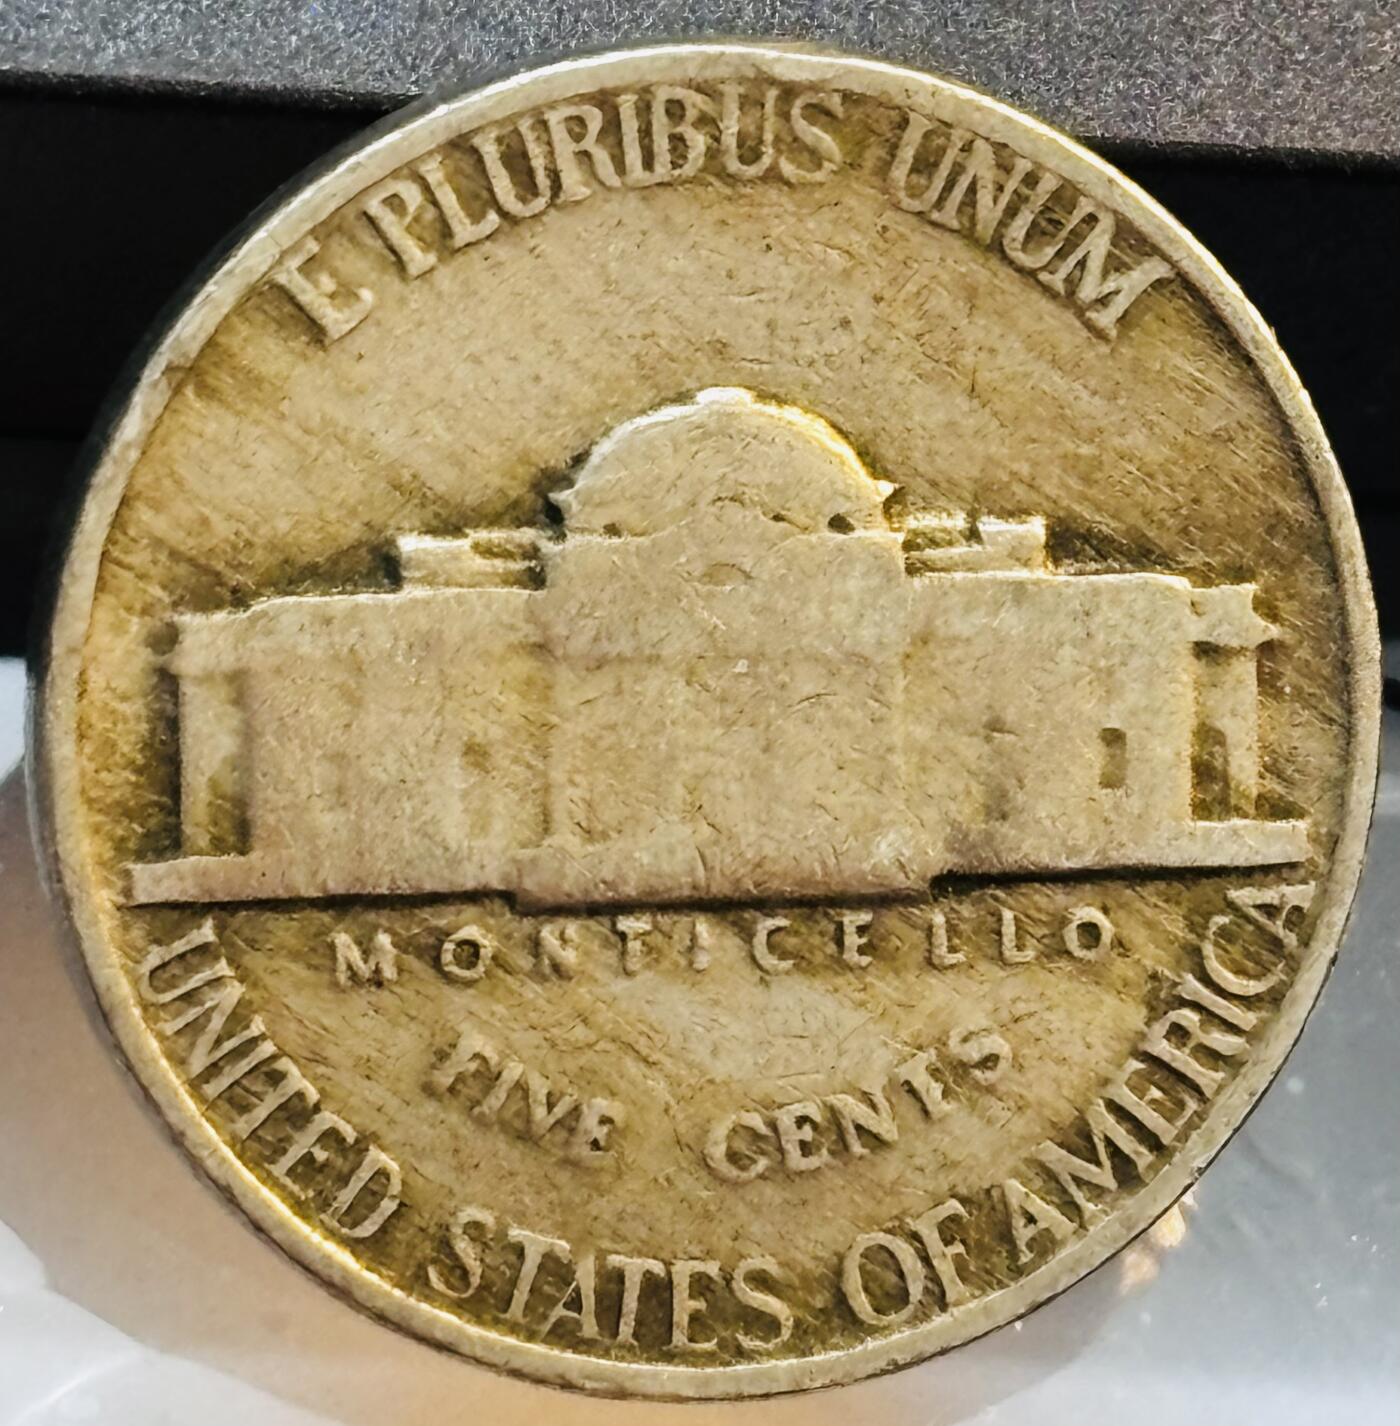 E PLURIBUS UNUM
MONTICELLO
FIVE CENTS
UNITED STATES OF AMERICA